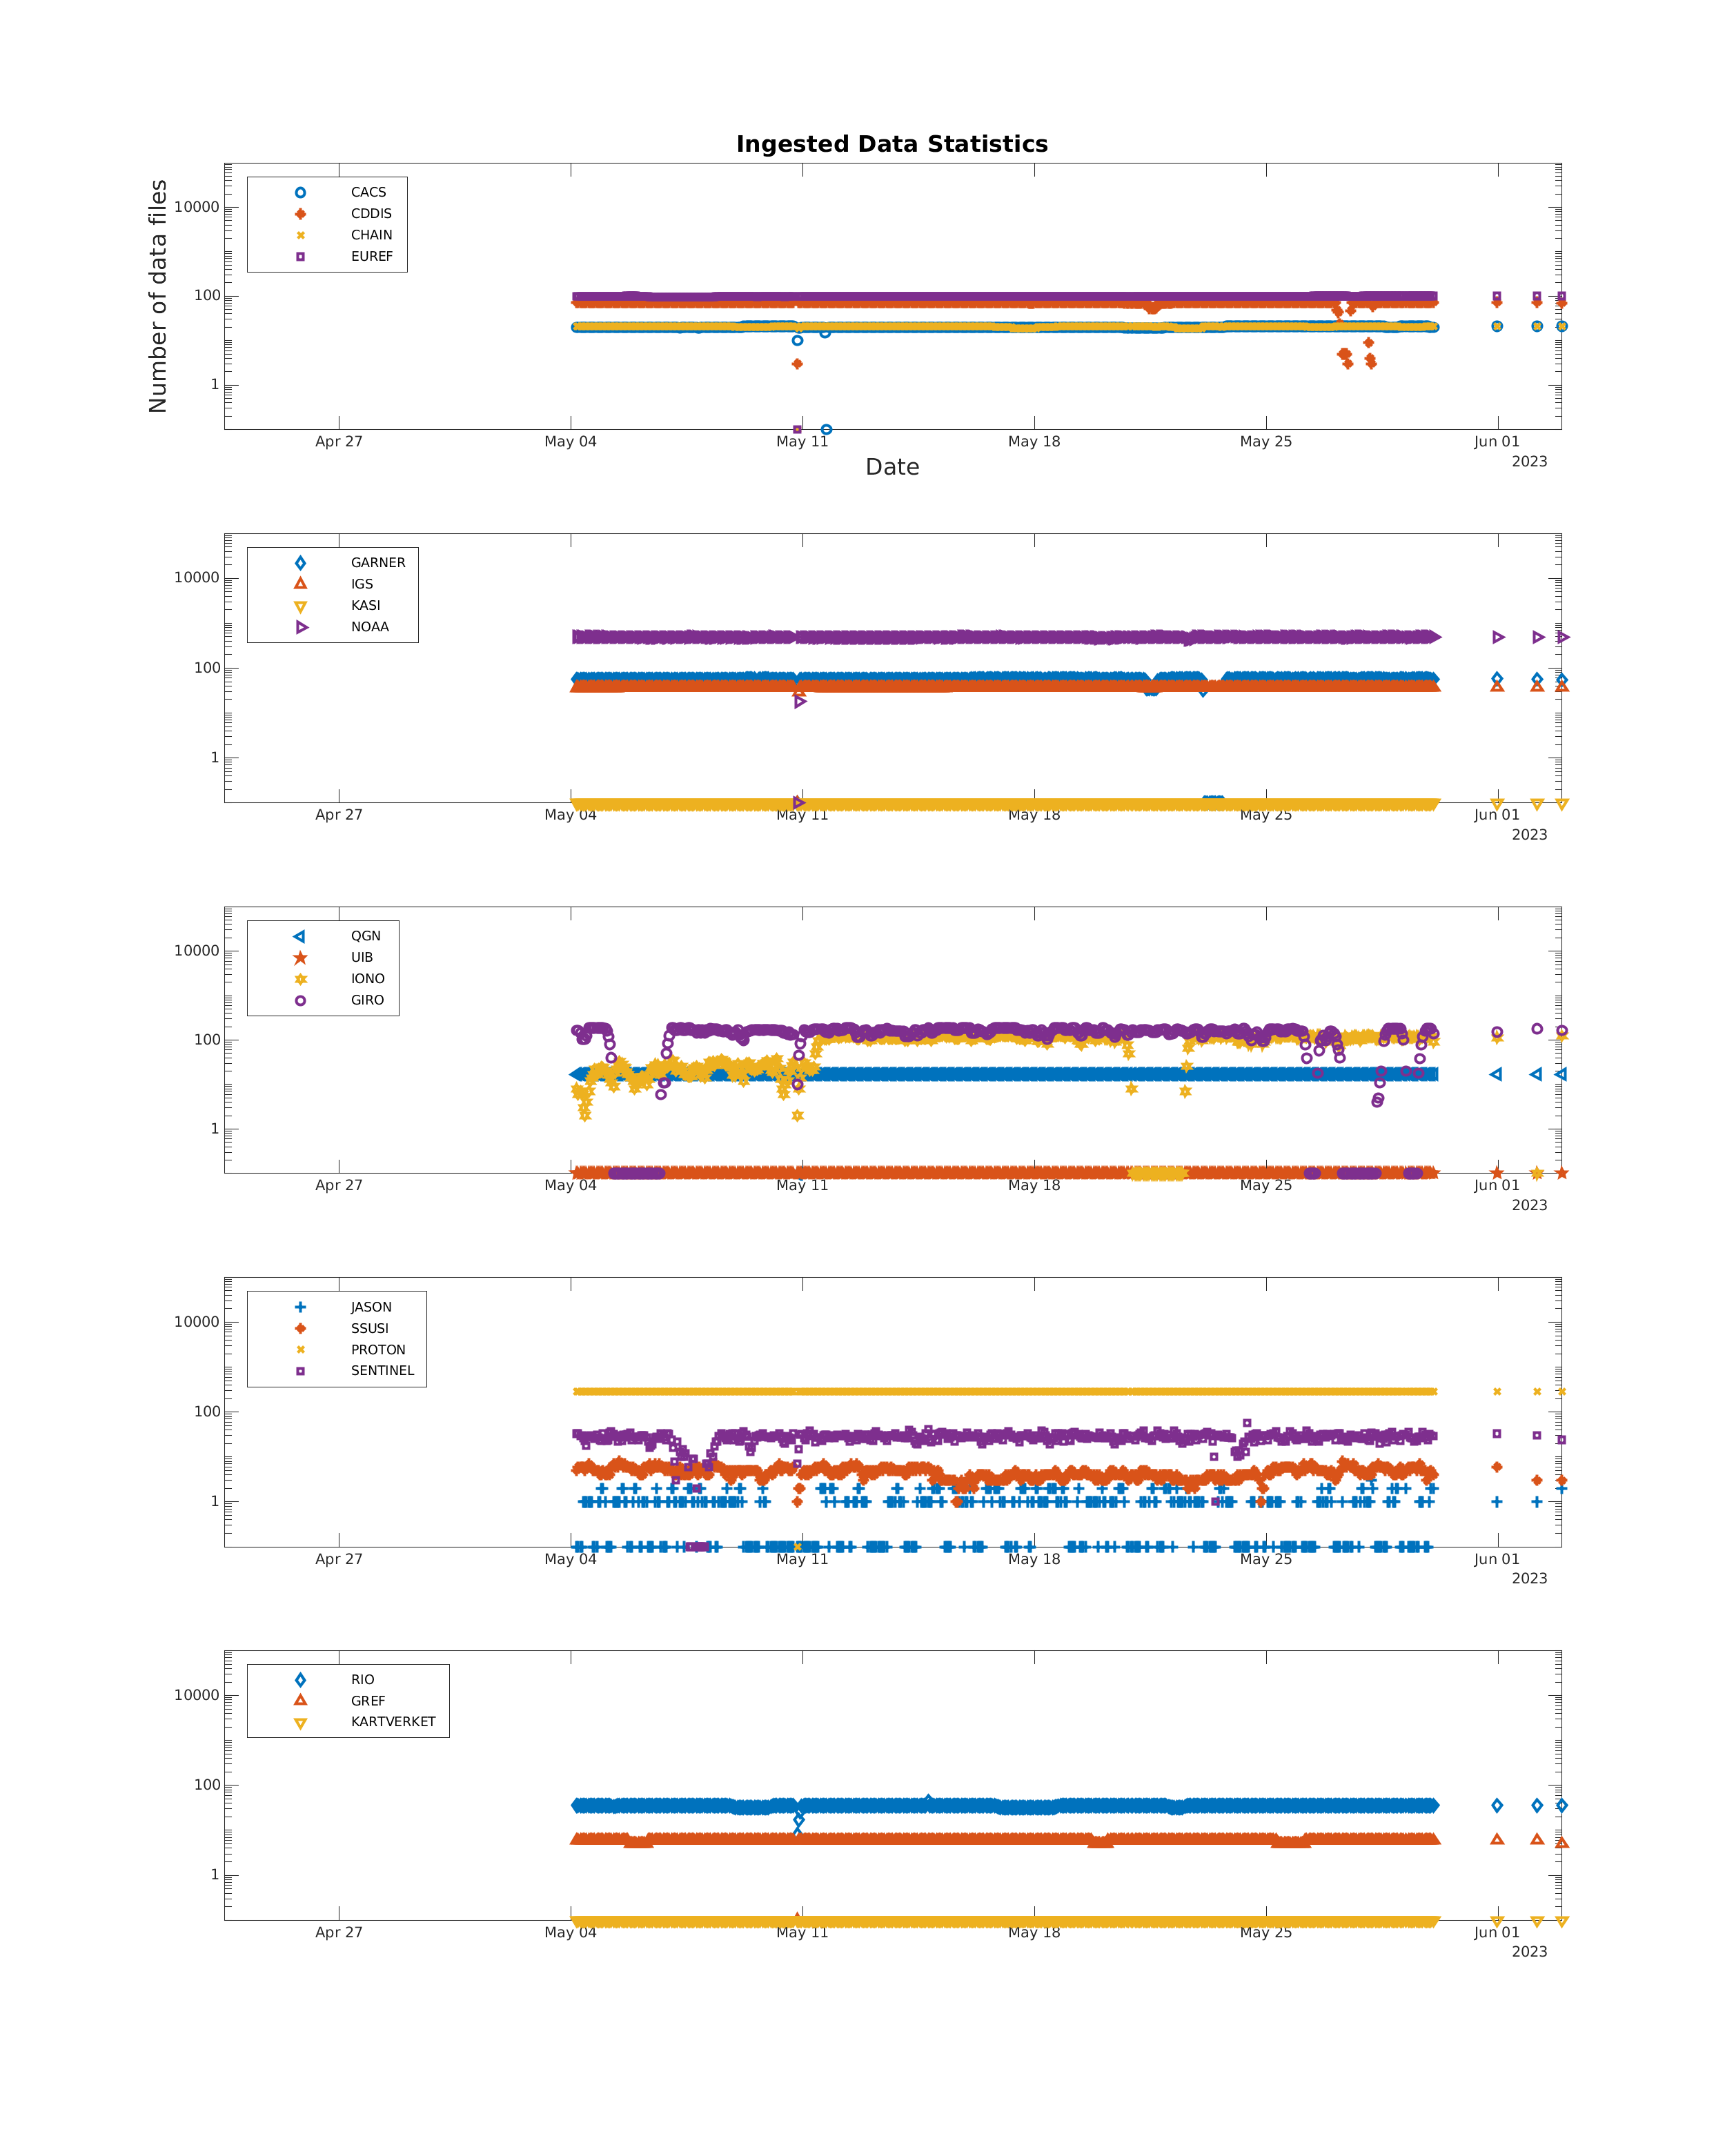 Ingested Data Statistics
Number of data files
CACS
CDDIS
CHAIN
EUREF
10000
100
1
Apr 27 May 04 May 11 May 18 May 25 Jun 01
2023
Date
GARNER
IGS
KASI
NOAA
10000
100
1
Apr 27 May 04 May 11 May 18 May 25 Jun 01
2023
QGN
UIB
IONO
GIRO
10000
100
1
Apr 27 May 04 May 11 May 18 May 25 Jun 01
2023
JASON
SSUSI
PROTON
SENTINEL
10000
100
1
Apr 27 May 04 May 11 May 18 May 25 Jun 01
2023
RIO
GREF
KARTVERKET
10000
100
1
Apr 27 May 04 May 11 May 18 May 25 Jun 01
2023